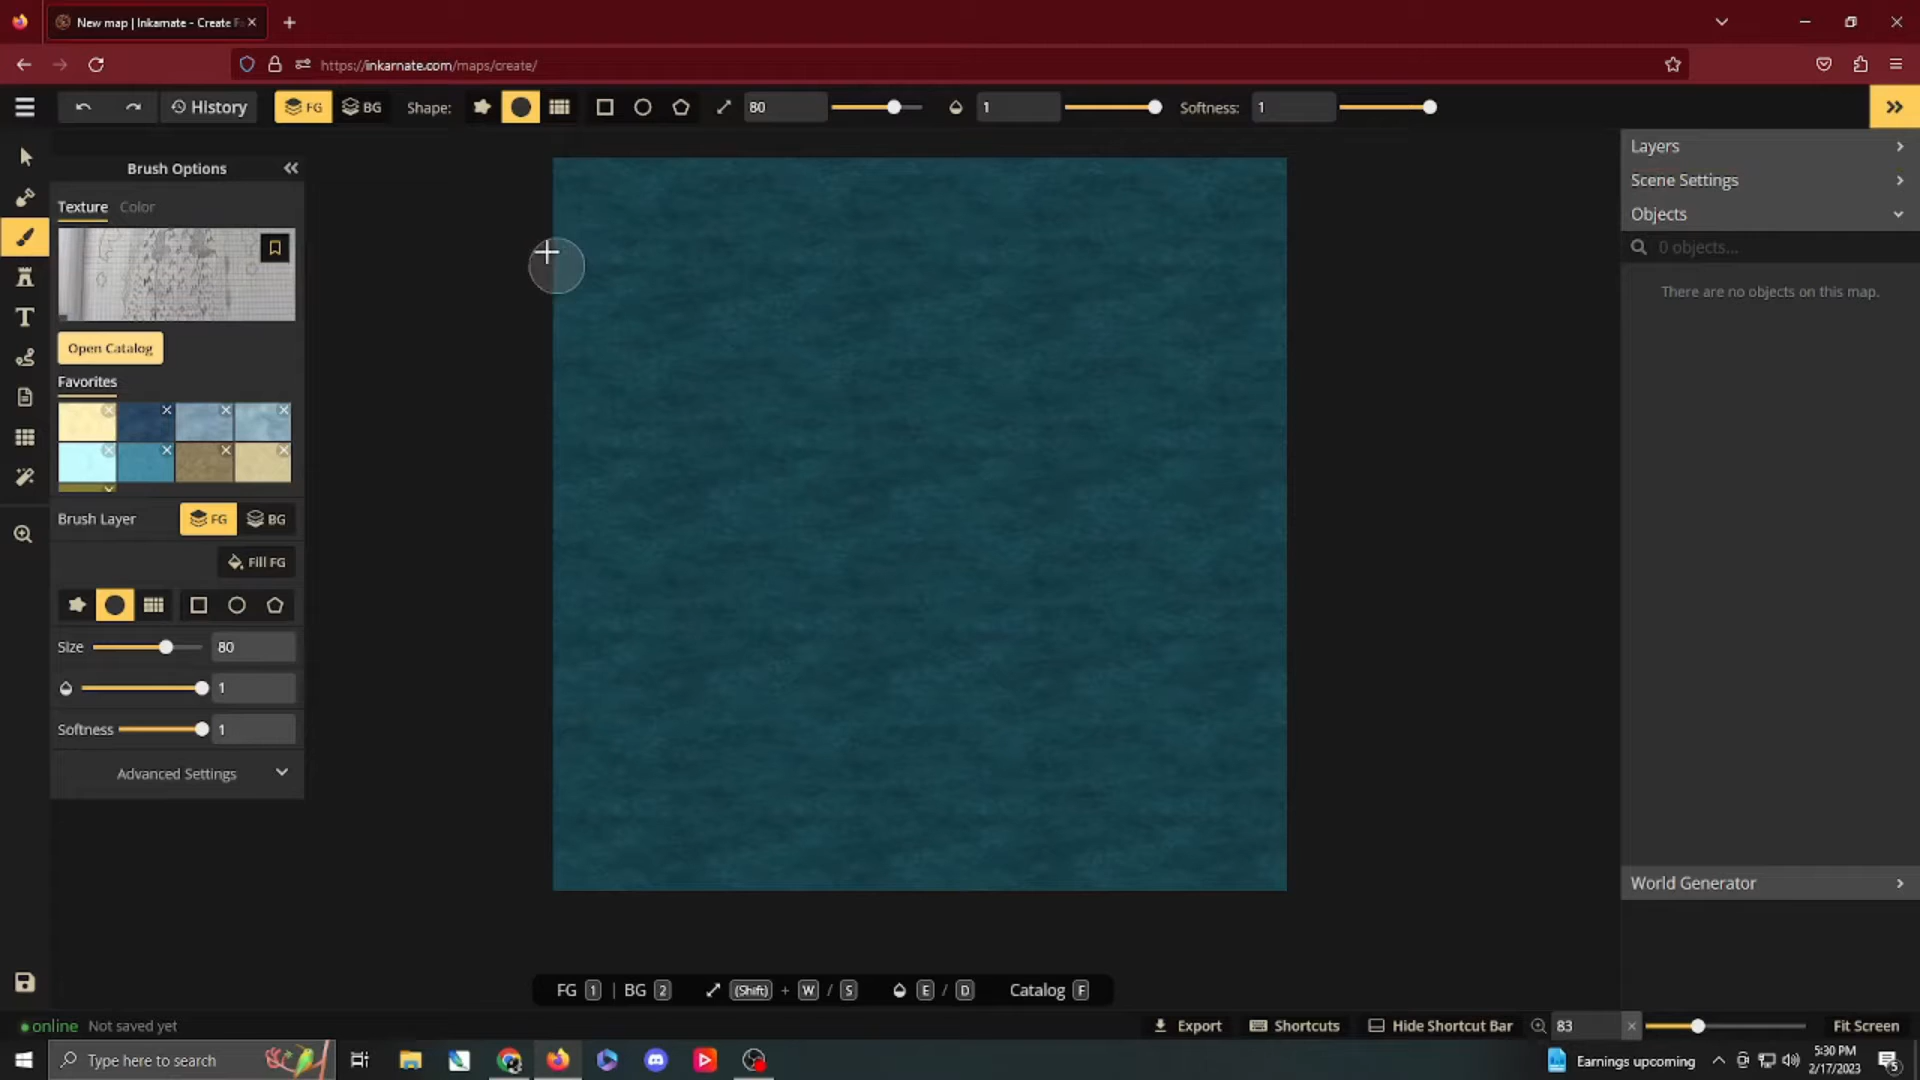 New map | Inkarnate - Create Fa
https://inkarnate.com/maps/create/
History FG BG Shape: 80 1 Softness: 1
Brush Options
Texture Color
Open Catalog
Favorites
Brush Layer FG BG
Fill FG
Size 80
1
Softness 1
Advanced Settings
Layers
Scene Settings
Objects
0 objects...
There are no objects on this map.
World Generator
FG 1 | BG 2 (Shift) + W / S E / D Catalog F
online Not saved yet Export Shortcuts Hide Shortcut Bar 83 Fit Screen
Type here to search Earnings upcoming 5:30 PM
2/17/2023 5